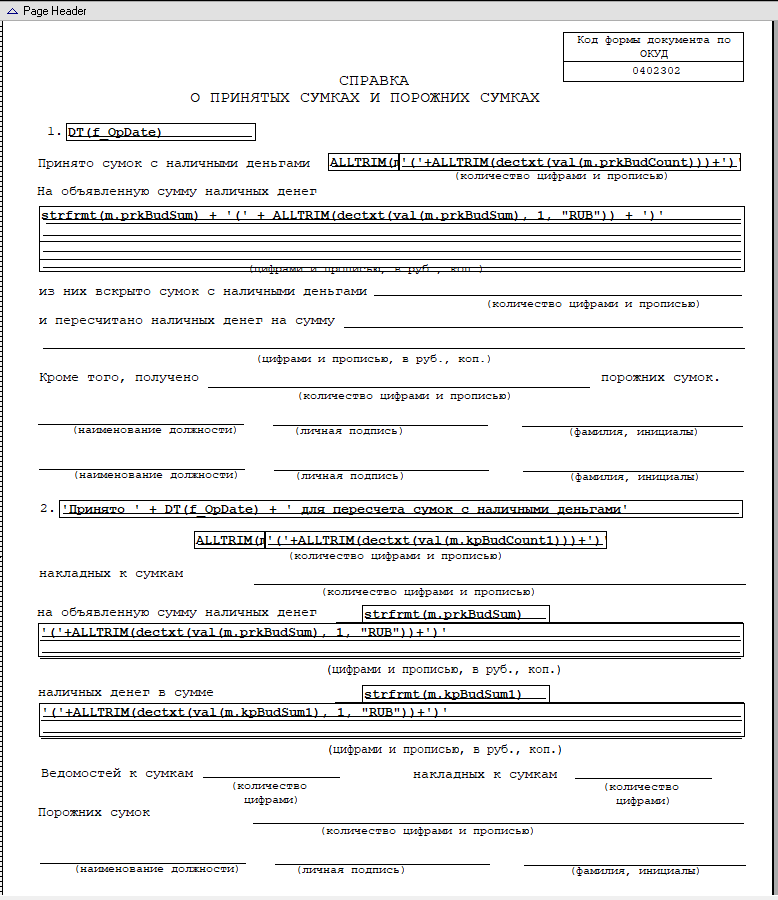 Page Header
Код формы документа по
ОКУД
0402302
СПРАВКА
О ПРИНЯТЫХ СУМКАХ И ПОРОЖНИХ СУМКАХ
1. DT(f_OpDate)
Принято сумок с наличными деньгами ALLTRIM( '('+ALLTRIM(dectxt(val(m.prkBudCount)))+')'
(количество цифрами и прописью)
На объявленную сумму наличных денег
strfrmt(m.prkBudSum) + '(' + ALLTRIM(dectxt(val(m.prkBudSum), 1, "RUB")) + ')'
(цифрами и прописью, в руб., коп.)
из них вскрыто сумок с наличными деньгами
(количество цифрами и прописью)
и пересчитано наличных денег на сумму
(цифрами и прописью, в руб., коп.)
Кроме того, получено порожних сумок.
(количество цифрами и прописью)
(наименование должности) (личная подпись) (фамилия, инициалы)
(наименование должности) (личная подпись) (фамилия, инициалы)
2. 'Принято ' + DT(f_OpDate) + ' для пересчета сумок с наличными деньгами'
ALLTRIM( '('+ALLTRIM(dectxt(val(m.kpBudCount1)))+')'
(количество цифрами и прописью)
накладных к сумкам
(количество цифрами и прописью)
на объявленную сумму наличных денег strfrmt(m.prkBudSum)
'('+ALLTRIM(dectxt(val(m.prkBudSum), 1, "RUB"))+')'
(цифрами и прописью, в руб., коп.)
наличных денег в сумме strfrmt(m.kpBudSum1)
'('+ALLTRIM(dectxt(val(m.kpBudSum1), 1, "RUB"))+')'
(цифрами и прописью, в руб., коп.)
Ведомостей к сумкам накладных к сумкам
(количество (количество
цифрами) цифрами)
Порожних сумок
(количество цифрами и прописью)
(наименование должности) (личная подпись) (фамилия, инициалы)